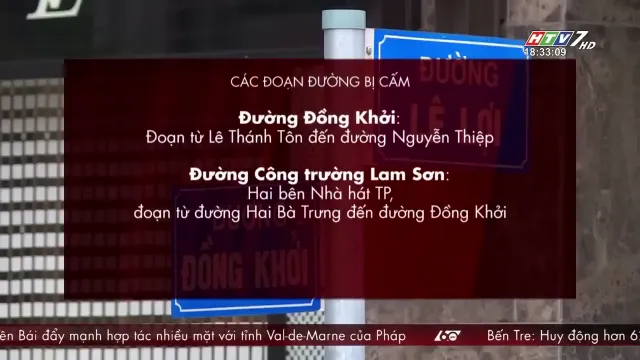 E
HTV7 HD
18:33:09
ĐƯỜNG
LÊ LỢI
CÁC ĐOẠN ĐƯỜNG BỊ CẤM
Đường Đồng Khởi:
Đoạn từ Lê Thánh Tôn đến đường Nguyễn Thiệp
Đường Công trường Lam Sơn:
Hai bên Nhà hát TP,
đoạn từ đường Hai Bà Trưng đến đường Đồng Khởi
ĐƯỜNG
ĐỒNG KHỞI
ên Bái đẩy mạnh hợp tác nhiều mặt với tỉnh Val-de-Marne của Pháp 60 Bến Tre: Huy động hơn 6